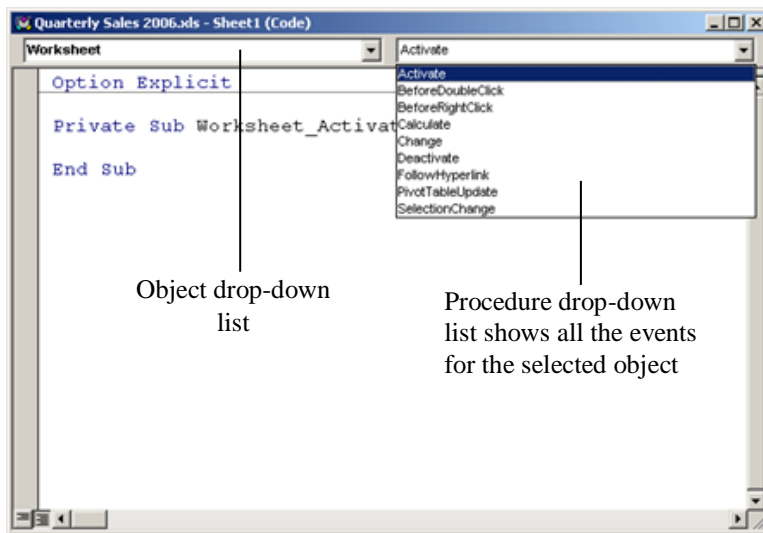 Quarterly Sales 2006.xls - Sheet1 (Code)
Worksheet
Activate
Option Explicit
Private Sub Worksheet_Activat
End Sub
Activate
BeforeDoubleClick
BeforeRightClick
Calculate
Change
Deactivate
FollowHyperlink
PivotTableUpdate
SelectionChange
Object drop-down
list
Procedure drop-down
list shows all the events
for the selected object